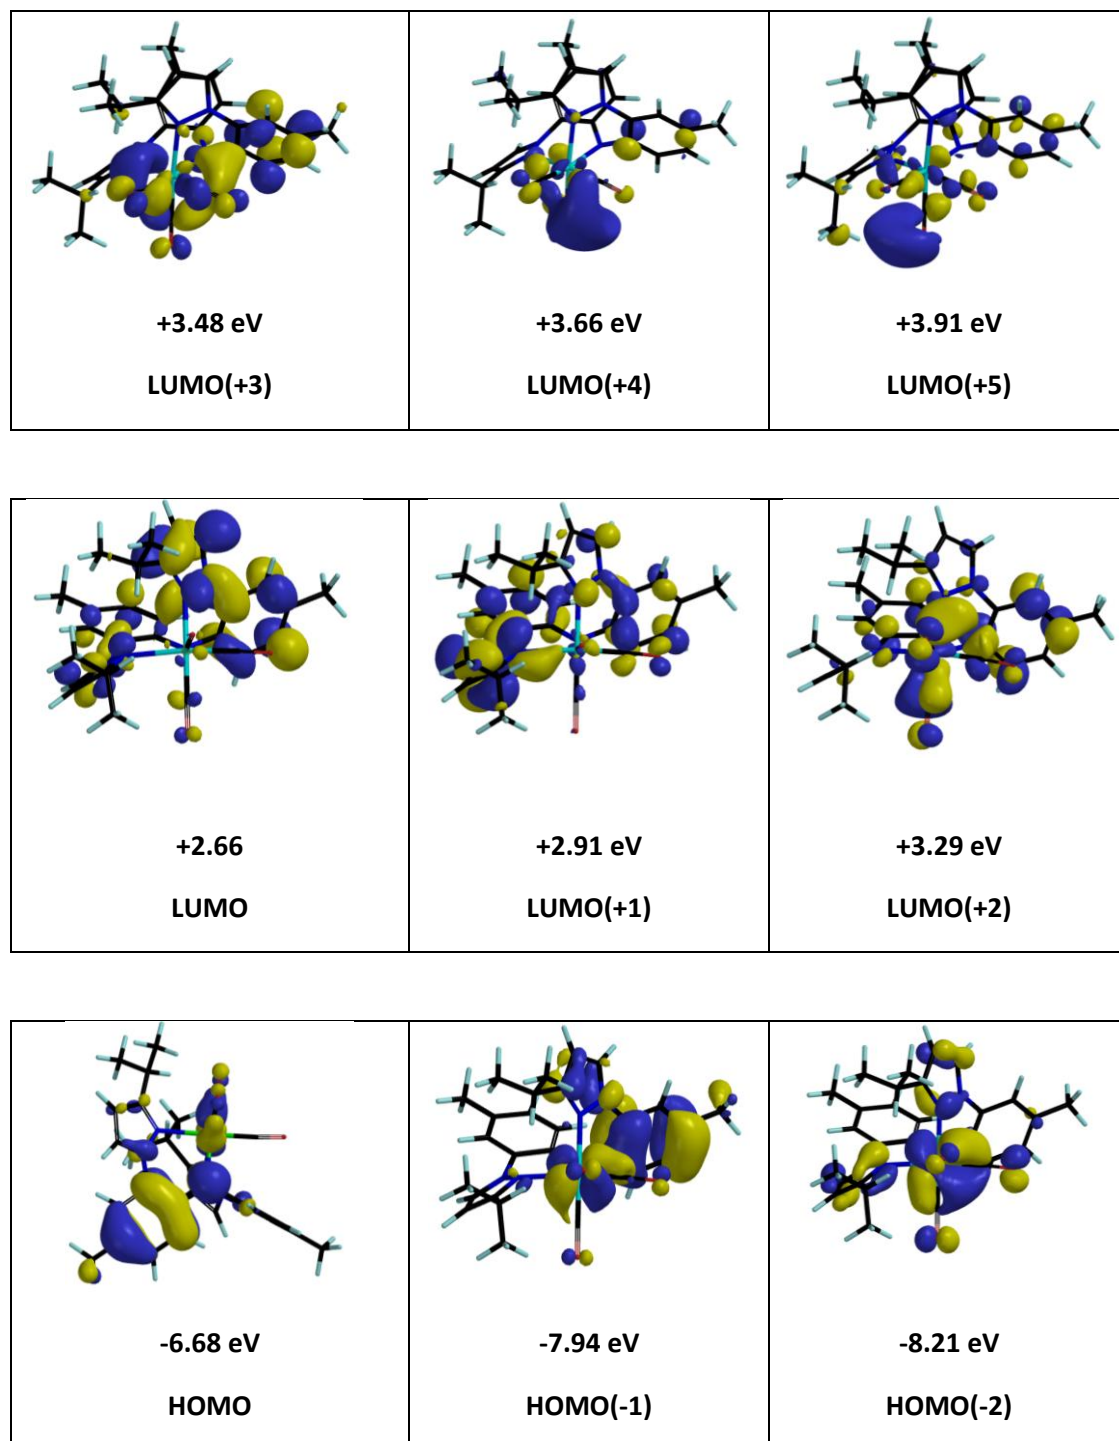 +3.48 eV
+3.66 eV
+3.91 eV
LUMO(+3)
LUMO(+4)
LUMO(+5)
+2.66
+2.91 eV
+3.29 eV
LUMO
LUMO(+1)
LUMO(+2)
-6.68 eV
-7.94 eV
-8.21 eV
HOMO
HOMO(-1)
HOMO(-2)